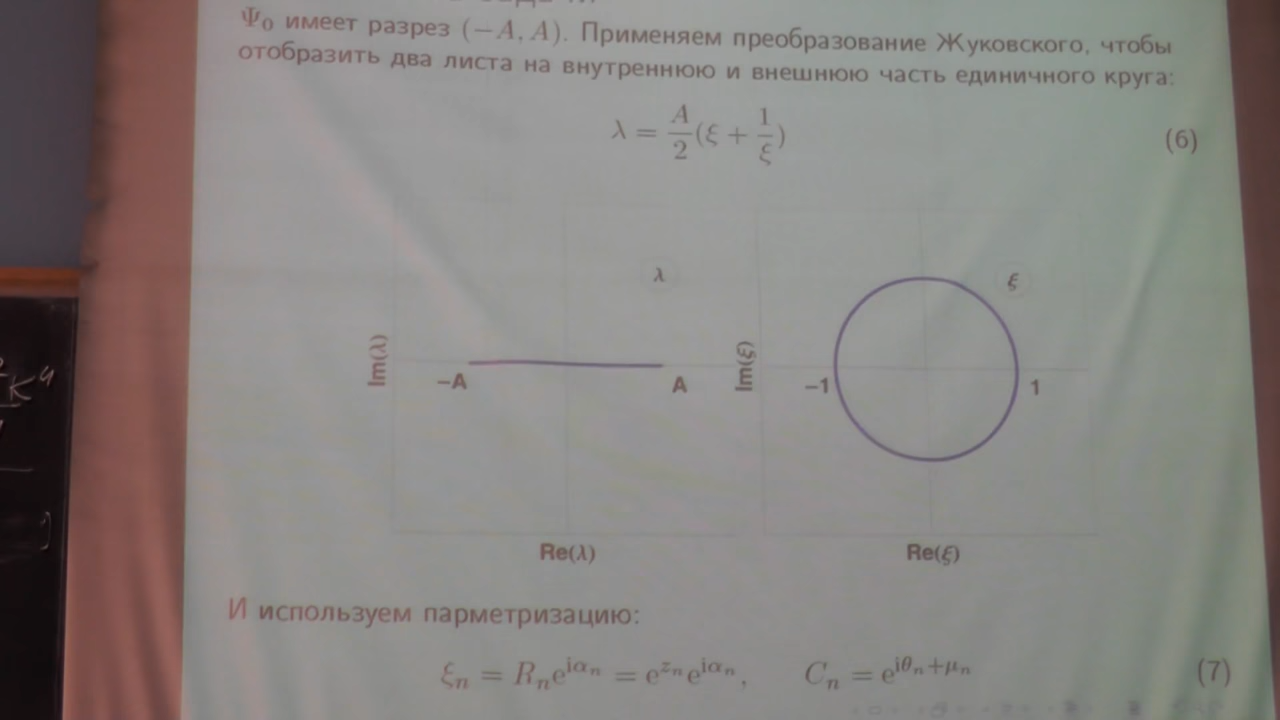 Ψ₀ имеет разрез (−A, A). Применяем преобразование Жуковского, чтобы
отобразить два листа на внутреннюю и внешнюю часть единичного круга:
λ = A/2(ξ + 1/ξ) (6)
λ
ξ
Im(λ)
−A
A
Im(ξ)
−1
1
Re(λ)
Re(ξ)
И используем парметризацию:
ξₙ = Rₙe^{iαₙ} = e^{zₙ}e^{iαₙ}, Cₙ = e^{iθₙ+μₙ} (7)